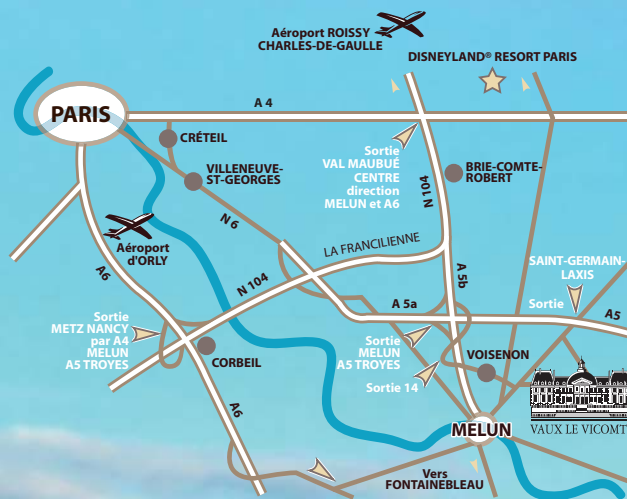 Aéroport ROISSY
CHARLES-DE-GAULLE
DISNEYLAND® RESORT PARIS
PARIS
A 4
CRÉTEIL
Sortie
VAL MAUBUÉ
CENTRE
direction
MELUN et A6
N 104
BRIE-COMTE-
ROBERT
VILLENEUVE-
ST-GEORGES
N 6
Aéroport
d'ORLY
A6
LA FRANCILIENNE
N 104
A 5b
SAINT-GERMAIN-
LAXIS
Sortie
A 5a
A5
Sortie
METZ NANCY
par A4
MELUN
A5 TROYES
CORBEIL
Sortie
MELUN
A5 TROYES
Sortie 14
VOISENON
A6
MELUN
VAUX LE VICOMT
Vers
FONTAINEBLEAU